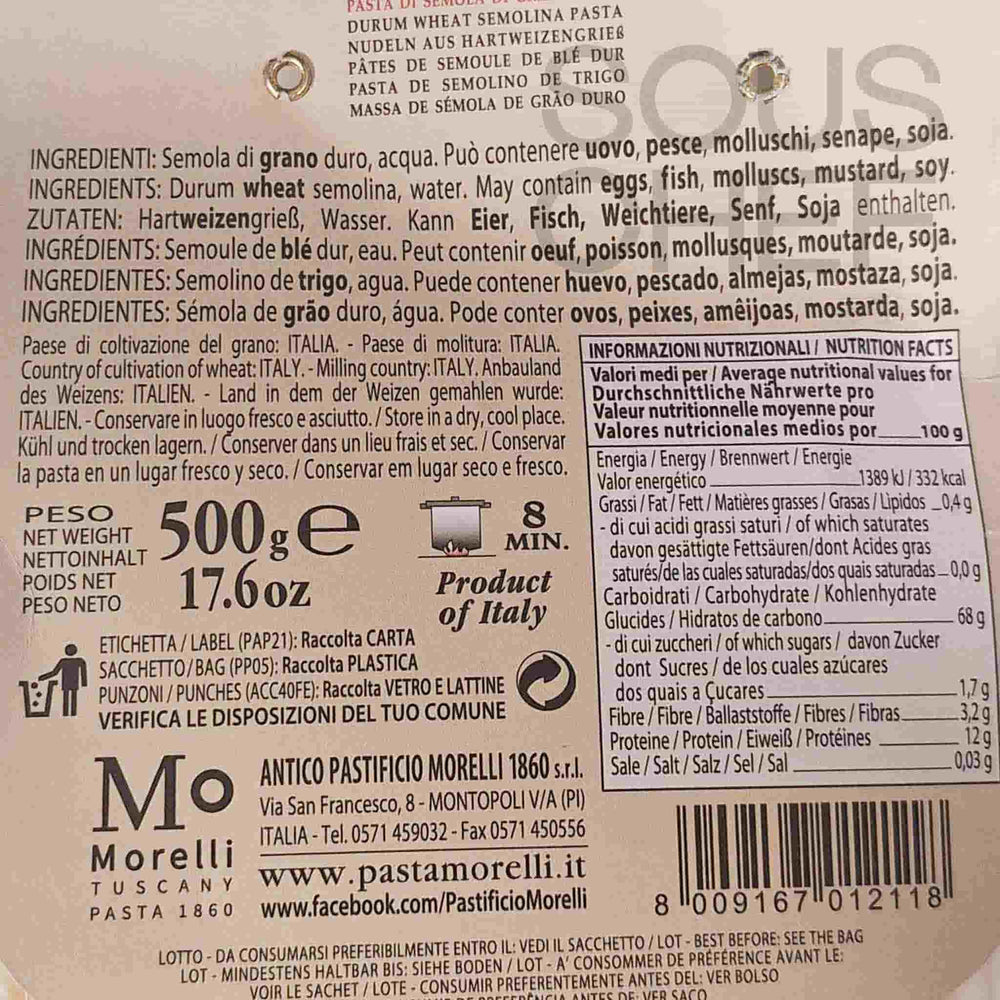 PASTA DI SEMOLA DI
DURUM WHEAT SEMOLINA PASTA
NUDELN AUS HARTWEIZENGRIEß
PÂTES DE SEMOULE DE BLÉ DUR
PASTA DE SEMOLINO DE TRIGO
MASSA DE SÉMOLA DE GRÃO DURO
SOUS
CHEF
INGREDIENTI: Semola di grano duro, acqua. Può contenere uovo, pesce, molluschi, senape, soia.
INGREDIENTS: Durum wheat semolina, water. May contain eggs, fish, molluscs, mustard, soy.
ZUTATEN: Hartweizengrieß, Wasser. Kann Eier, Fisch, Weichtiere, Senf, Soja enthalten.
INGRÉDIENTS: Semoule de blé dur, eau. Peut contenir oeuf, poisson, mollusques, moutarde, soja.
INGREDIENTES: Semolino de trigo, agua. Puede contener huevo, pescado, almejas, mostaza, soja.
INGREDIENTES: Sémola de grão duro, água. Pode conter ovos, peixes, amêijoas, mostarda, soja.
Paese di coltivazione del grano: ITALIA. - Paese di molitura: ITALIA.
Country of cultivation of wheat: ITALY. - Milling country: ITALY. Anbauland
des Weizens: ITALIEN. - Land in dem der Weizen gemahlen wurde:
ITALIEN. - Conservare in luogo fresco e asciutto. / Store in a dry, cool place.
Kühl und trocken lagern. / Conserver dans un lieu frais et sec. / Conservar
la pasta en un lugar fresco y seco. / Conservar em lugar seco e fresco.
PESO
NET WEIGHT
NETTOINHALT
POIDS NET
PESO NETO
500g e
17.6 oz
8
MIN.
Product
of Italy
ETICHETTA / LABEL (PAP21): Raccolta CARTA
SACCHETTO / BAG (PP05): Raccolta PLASTICA
PUNZONI / PUNCHES (ACC40FE): Raccolta VETRO E LATTINE
VERIFICA LE DISPOSIZIONI DEL TUO COMUNE
INFORMAZIONI NUTRIZIONALI / NUTRITION FACTS
Valori medi per / Average nutritional values for
Durchschnittliche Nährwerte pro
Valeur nutritionnelle moyenne pour
Valores nutricionales medios por 100 g
Energia / Energy / Brennwert / Energie
Valor energético 1389 kJ / 332 kcal
Grassi / Fat / Fett / Matières grasses / Grasas / Lipidos 0,4 g
- di cui acidi grassi saturi / of which saturates
davon gesättigte Fettsäuren/dont Acides gras
saturés/de las cuales saturadas/dos quais saturadas 0,0 g
Carboidrati / Carbohydrate / Kohlenhydrate
Glucides / Hidratos de carbono 68 g
- di cui zuccheri / of which sugars / davon Zucker
dont Sucres / de los cuales azúcares
dos quais a Çucares 1,7 g
Fibre / Fibre / Ballaststoffe / Fibres / Fibras 3,2 g
Proteine / Protein / Eiweiß / Protéines 12 g
Sale / Salt / Salz / Sel / Sal 0,03 g
Mo
Morelli
TUSCANY
PASTA 1860
ANTICO PASTIFICIO MORELLI 1860 s.r.l.
Via San Francesco, 8 - MONTOPOLI V/A (PI)
ITALIA - Tel. 0571 459032 - Fax 0571 450556
www.pastamorelli.it
www.facebook.com/PastificioMorelli
8 009167 012118
LOTTO - DA CONSUMARSI PREFERIBILMENTE ENTRO IL: VEDI IL SACCHETTO / LOT - BEST BEFORE: SEE THE BAG
LOT - MINDESTENS HALTBAR BIS: SIEHE BODEN / LOT - A' CONSOMMER DE PRÉFÉRENCE AVANT LE:
VOIR LE SACHET / LOTE - CONSUMIR PREFERENTEMENTE ANTES DEL: VER BOLSO
ANTES DE: VER SACO